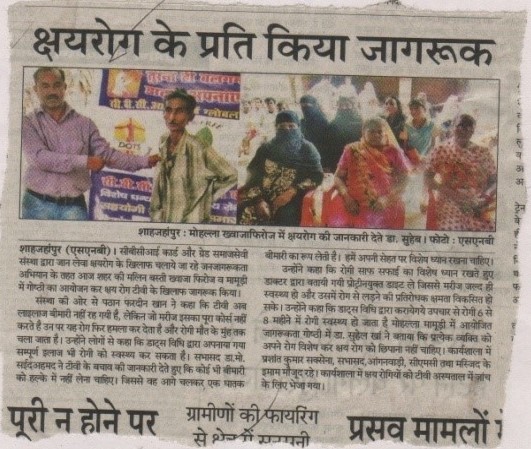 क्षयरोग के प्रति किया जागरूक
शाहजहांपुर : मोहल्ला ख्वाजाफिरोज में क्षयरोग की जानकारी देते डा. सुहेब। फोटो : एसएनबी
शाहजहांपुर (एसएनबी)। सीबीसीआई कार्ड और ग्रेड समाजसेवी
संस्था द्वारा जान लेवा क्षयरोग के खिलाफ चलाये जा रहे जनजागरूकता
अभियान के तहत आज शहर की मलिन बस्ती ख्वाजा फिरोज व मामूड़ी
में गोष्ठी का आयोजन कर क्षय रोग टीवी के खिलाफ जागरूक किया।
संस्था की ओर से पठान फारदीन खान ने कहा कि टीवी अब
लाइलाज बीमारी नहीं रह गयी है, लेकिन जो मरीज इसका पूरा कोर्स नहीं
करते है उन पर यह रोग फिर हमला कर देता है और रोगी मौत के मुंह तक
चला जाता है। उन्होंने लोगों से कहा कि डाट्स विधि द्वारा अपनाया गया
सम्पूर्ण इलाज भी रोगी को स्वस्थ्य कर सकता है। सभासद डा.मो.
सईदअहमद ने टीवी के बचाव की जानकारी देते हुए कि कोई भी बीमारी
को हल्के में नहीं लेना चाहिए। जिससे वह आगे चलकर एक घातक
बीमारी का रूप लेती है। हमें अपनी सेहत पर विशेष ध्यान रखना चाहिए।
उन्होंने कहा कि रोगी साफ सफाई का विशेष ध्यान रखते हुए
डाक्टर द्वारा बतायी गयी प्रोट्रीनयुक्त डाइट ले जिससे मरीज जल्द ही
स्वस्थ्य हो और उसमें रोग से लड़ने की प्रतिरोधक क्षमता विकसित हो
सके। उन्होंने कहा कि डाट्स विधि द्वारा करायेगये उपचार से रोगी 6 से
8 महीने में रोगी स्वस्थ्य हो जाता है मोहल्ला मामूड़ी में आयोजित
जागरूकता गोष्ठी में डा. सुहेल खां ने बताया कि प्रत्येक व्यक्ति को
अपने रोग विशेष कर क्षय रोग को छिपाना नहीं चाहिए। कार्यशाला में
प्रशांत कुमार सक्सेना, सभासद, आंगनवाड़ी, सीएमसी तथा मस्जिद के
इमाम मौजूद रहे। कार्यशाला में क्षय रोगियों को टीवी अस्पताल में जांच
के लिए भेजा गया।
पूरी न होने पर
ग्रामीणों की फायरिंग
से क्षेत्र में सनसनी
प्रसव मामलों